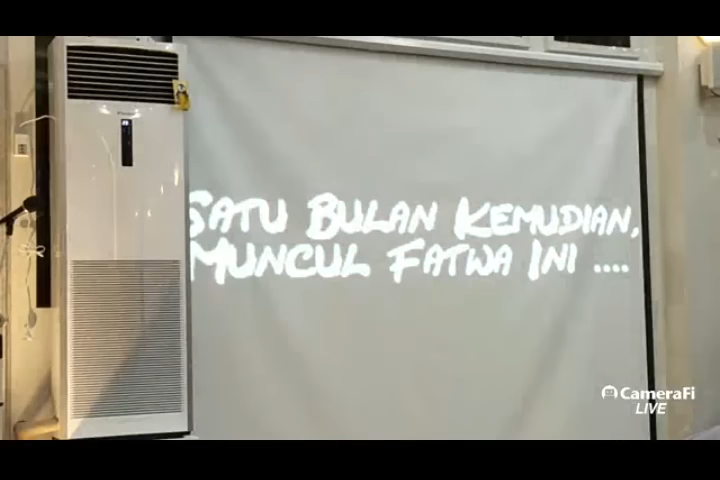 SATU BULAN KEMUDIAN,
MUNCUL FATWA INI ....
CameraFi
LIVE